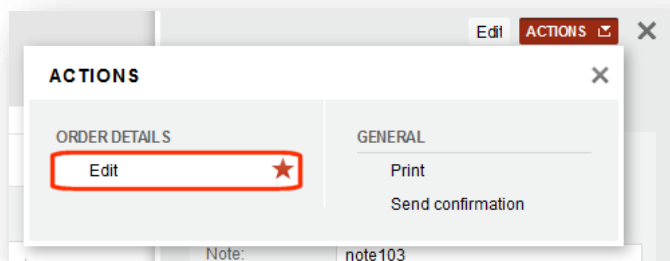 Edit ACTIONS
ACTIONS
ORDER DETAILS
GENERAL
Edit
Print
Send confirmation
Note: note103